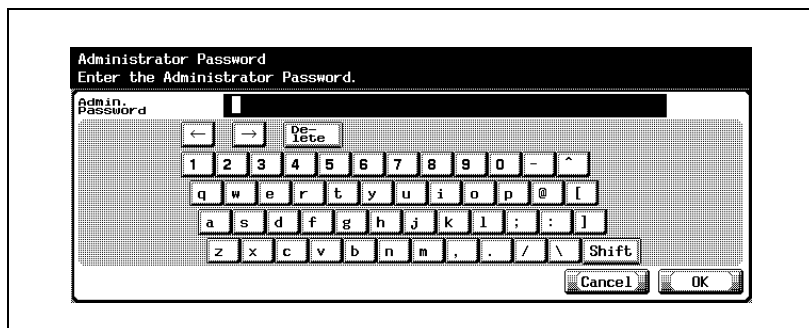 Administrator Password
Enter the Administrator Password.
Admin.
Password
← → De-
lete
1 2 3 4 5 6 7 8 9 0 - ^
q w e r t y u i o p @ [
a s d f g h j k l ; : ]
z x c v b n m , . / \ Shift
Cancel OK